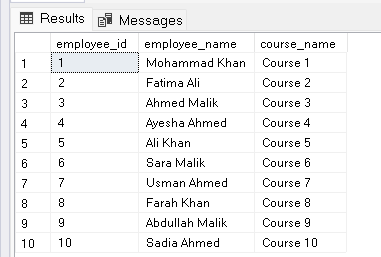 Results Messages
employee_id employee_name course_name
1 1 Mohammad Khan Course 1
2 2 Fatima Ali Course 2
3 3 Ahmed Malik Course 3
4 4 Ayesha Ahmed Course 4
5 5 Ali Khan Course 5
6 6 Sara Malik Course 6
7 7 Usman Ahmed Course 7
8 8 Farah Khan Course 8
9 9 Abdullah Malik Course 9
10 10 Sadia Ahmed Course 10